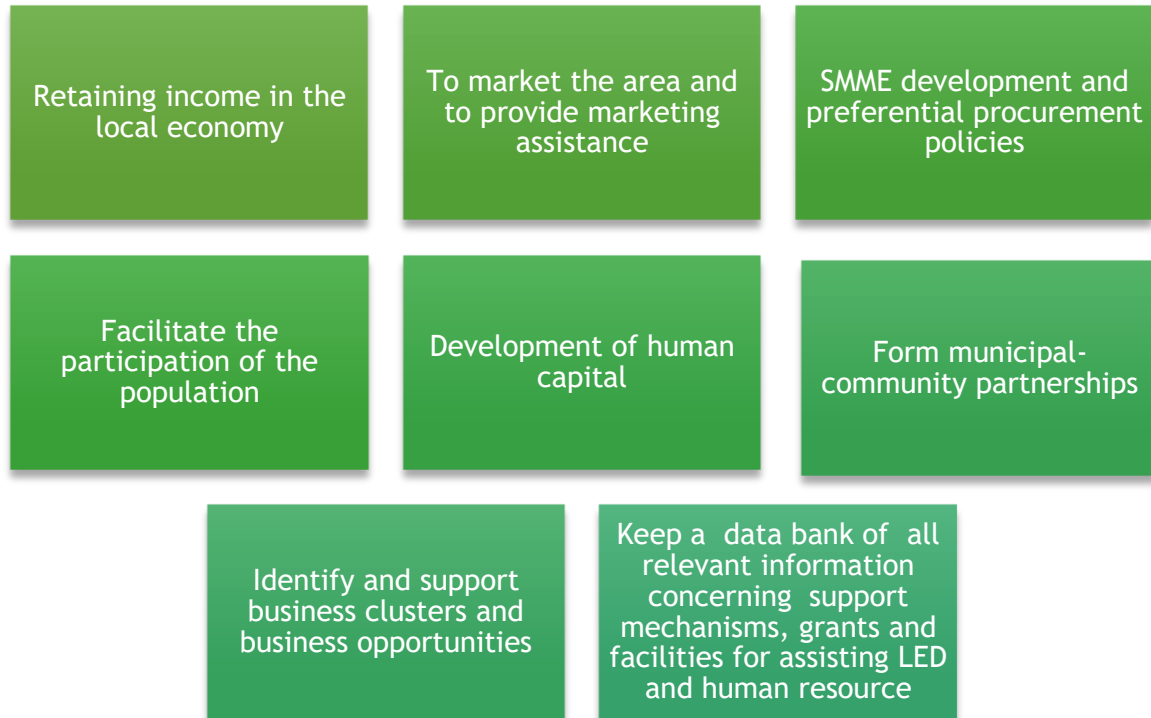 Retaining income in the
local economy
To market the area and
to provide marketing
assistance
SMME development and
preferential procurement
policies
Facilitate the
participation of the
population
Development of human
capital
Form municipal-
community partnerships
Identify and support
business clusters and
business opportunities
Keep a data bank of all
relevant information
concerning support
mechanisms, grants and
facilities for assisting LED
and human resource